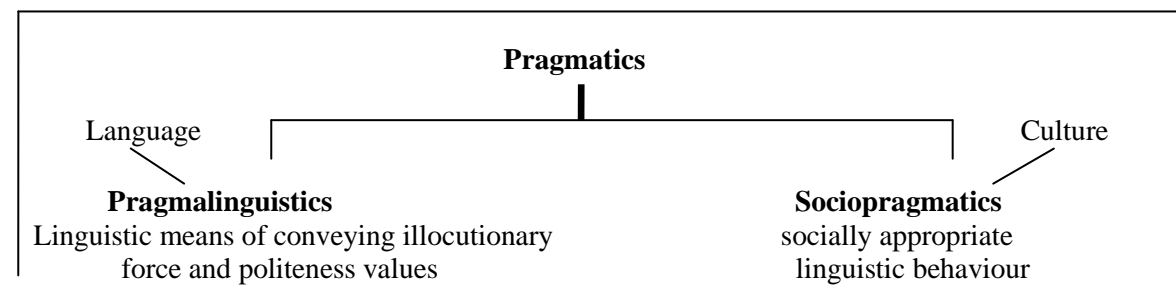 Pragmatics
Language
Culture
Pragmalinguistics
Linguistic means of conveying illocutionary
force and politeness values
Sociopragmatics
socially appropriate
linguistic behaviour